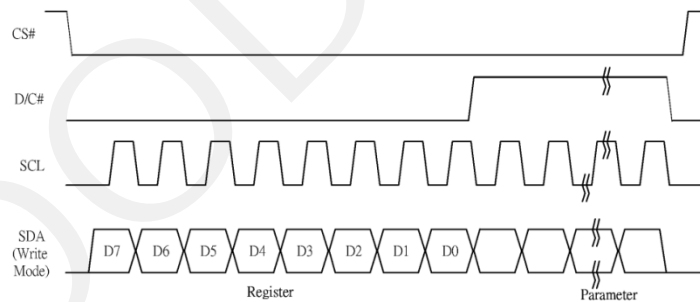 CS#
D/C#
SCL
SDA
(Write
Mode)
D7 D6 D5 D4 D3 D2 D1 D0
Register Parameter